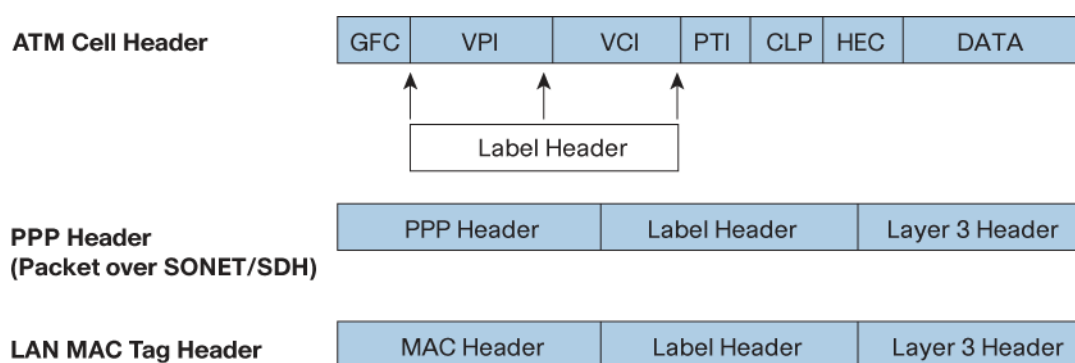 ATM Cell Header GFC VPI VCI PTI CLP HEC DATA
Label Header
PPP Header
(Packet over SONET/SDH)
PPP Header Label Header Layer 3 Header
LAN MAC Tag Header MAC Header Label Header Layer 3 Header